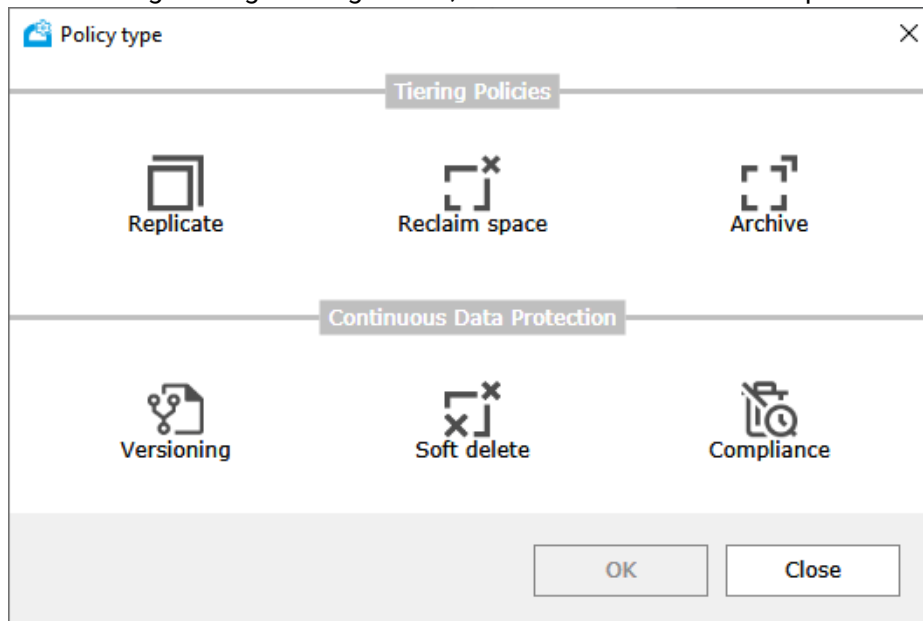 Policy type
Tiering Policies
Replicate
Reclaim space
Archive
Continuous Data Protection
Versioning
Soft delete
Compliance
OK
Close